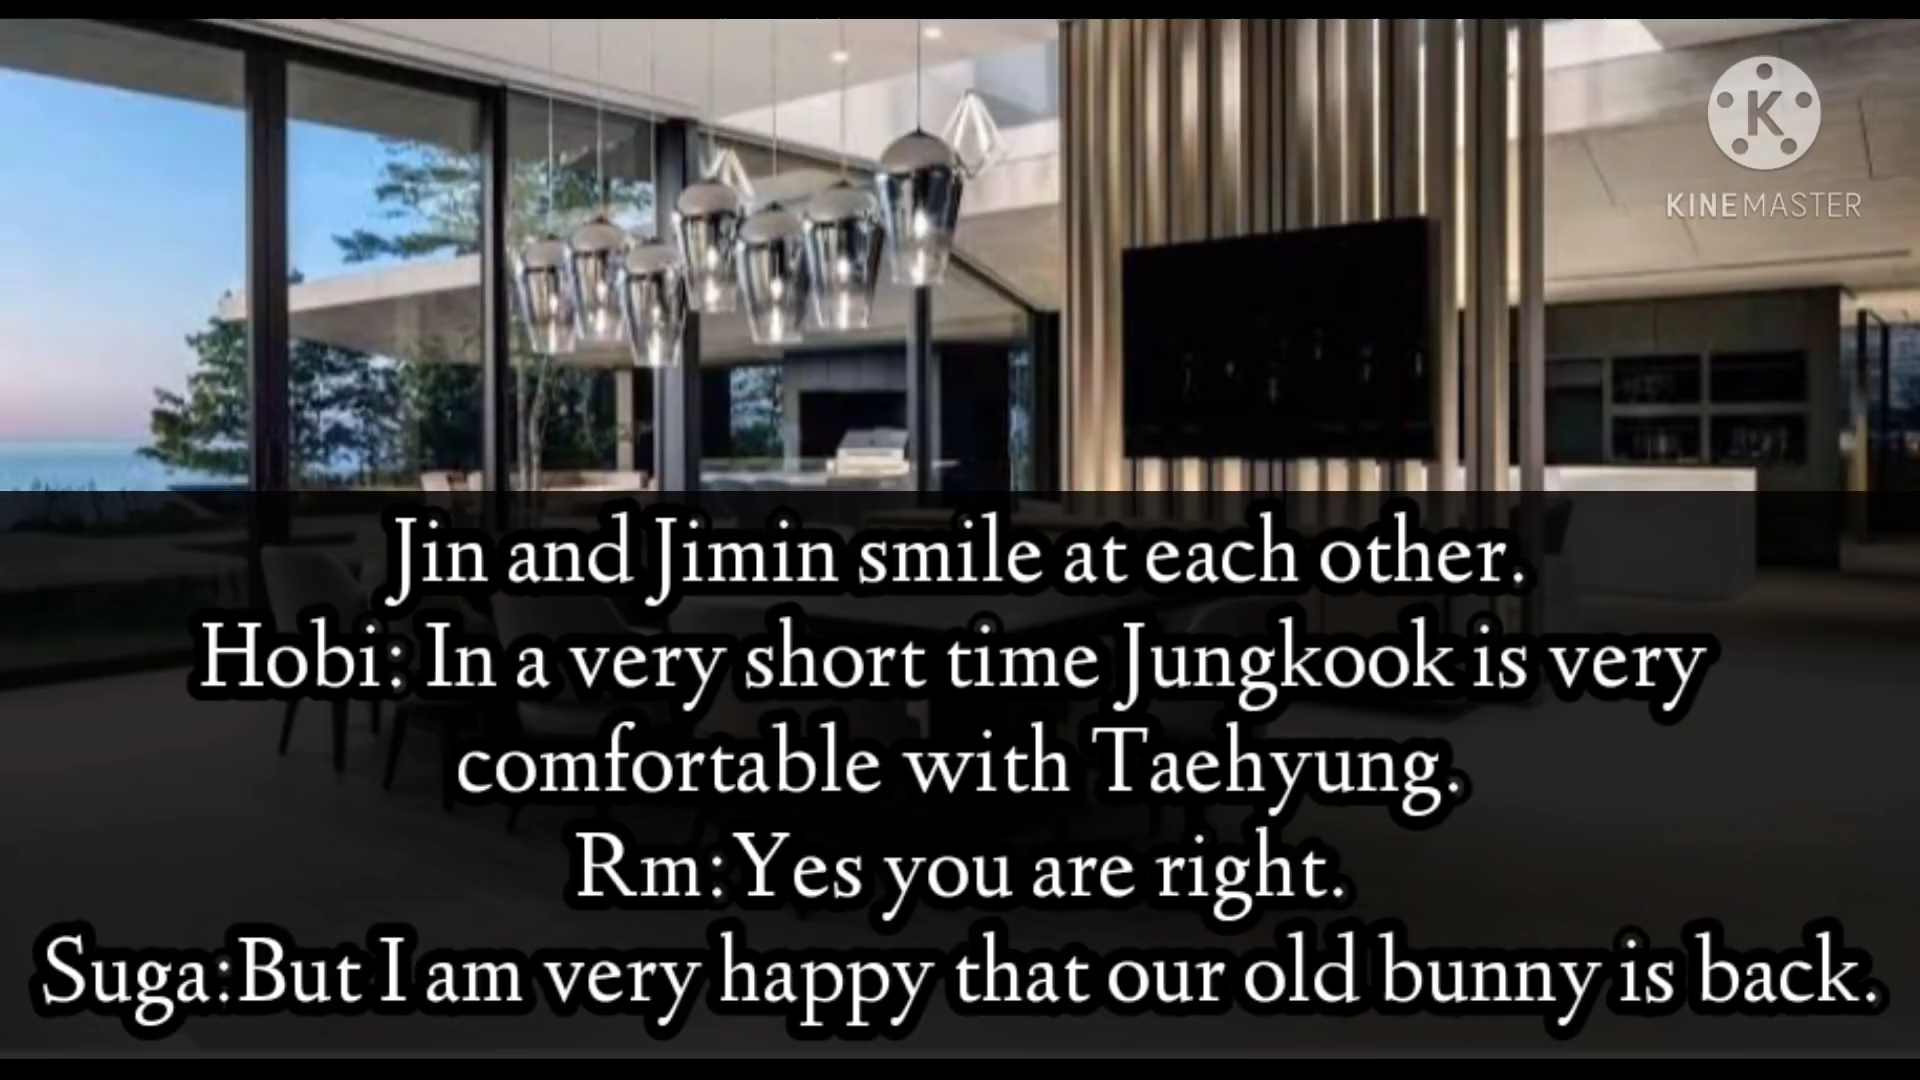 K
KINEMASTER
Jin and Jimin smile at each other.
Hobi: In a very short time Jungkook is very
comfortable with Taehyung.
Rm:Yes you are right.
Suga:But I am very happy that our old bunny is back.